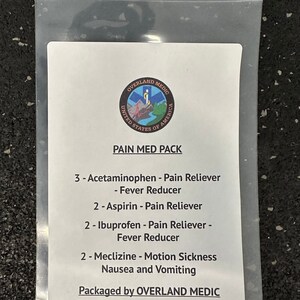 OVERLAND MEDIC
UNITED STATES OF AMERICA
PAIN MED PACK
3 - Acetaminophen - Pain Reliever
- Fever Reducer
2 - Aspirin - Pain Reliever
2 - Ibuprofen - Pain Reliever -
Fever Reducer
2 - Meclizine - Motion Sickness
Nausea and Vomiting
Packaged by OVERLAND MEDIC